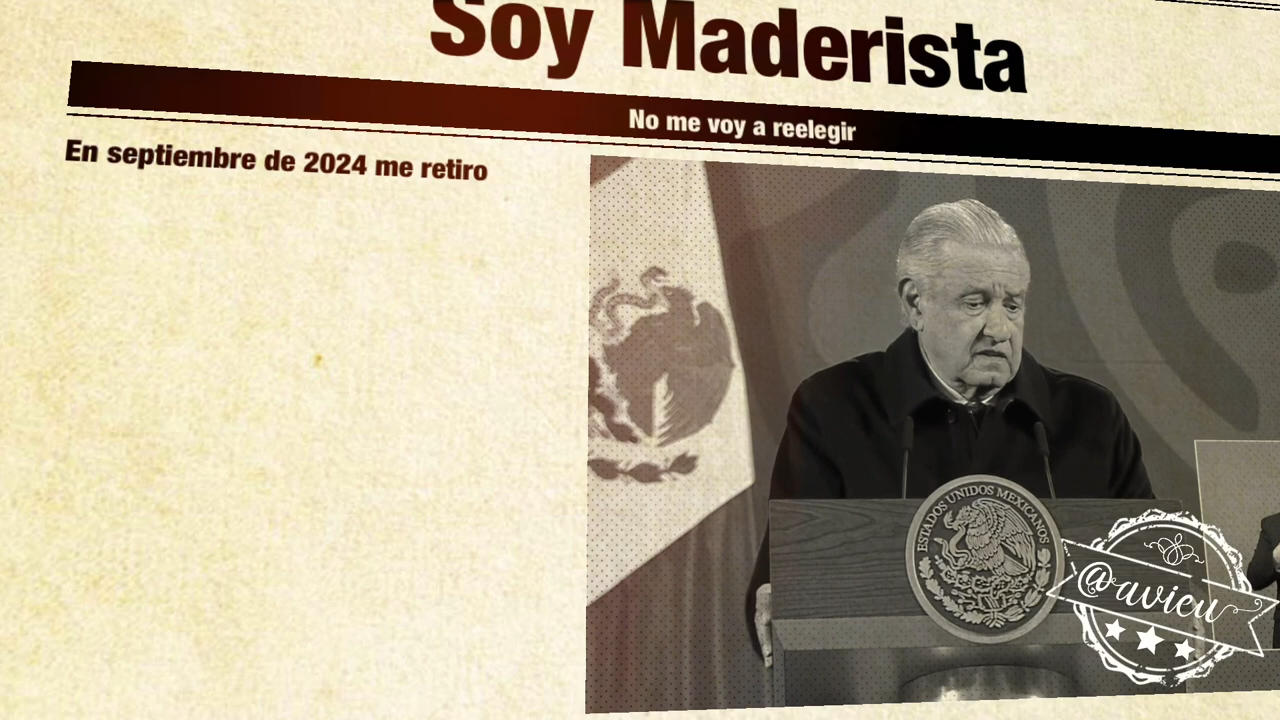 Soy Maderista
No me voy a reelegir
En septiembre de 2024 me retiro
ESTADOS UNIDOS MEXICANOS
@avieu